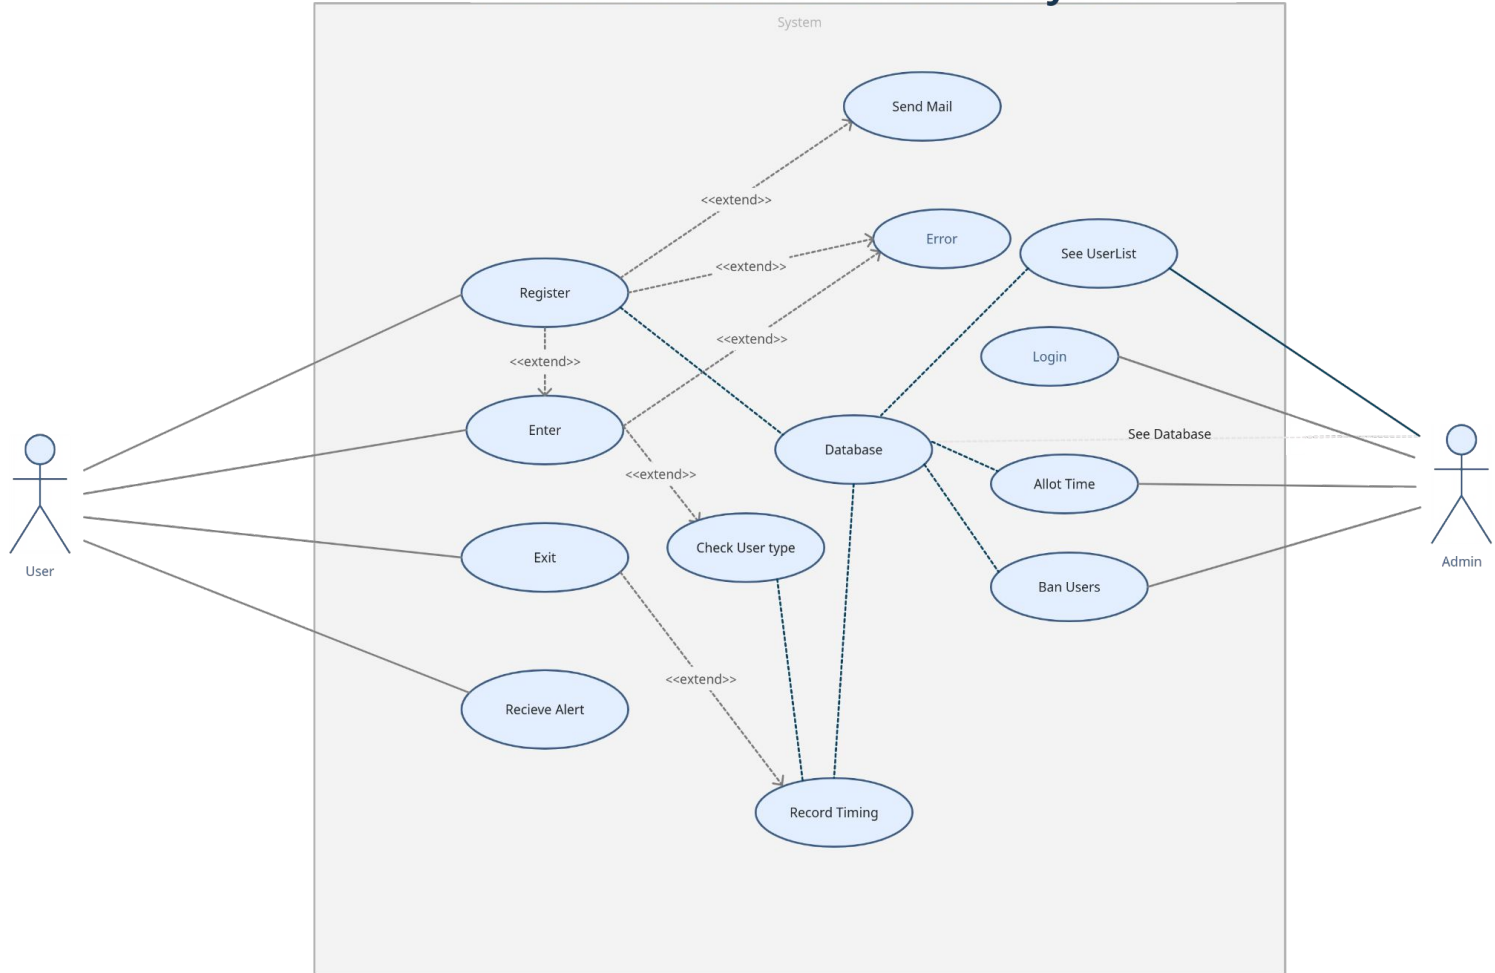 System
Send Mail
<<extend>>
Error
<<extend>>
See UserList
Register
<<extend>>
<<extend>>
Login
Enter
See Database
Database
<<extend>>
Allot Time
Check User type
Exit
Ban Users
User
Admin
<<extend>>
Recieve Alert
Record Timing